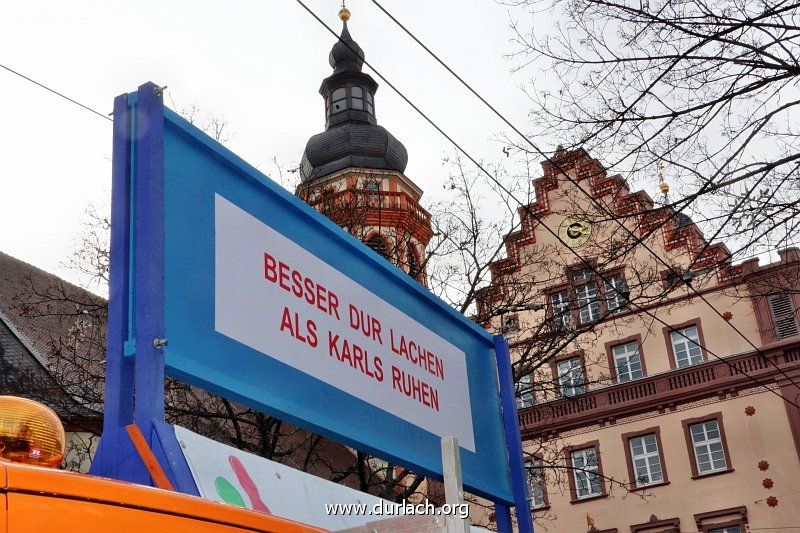 BESSER DUR LACHEN
ALS KARLS RUHEN
www.durlach.org